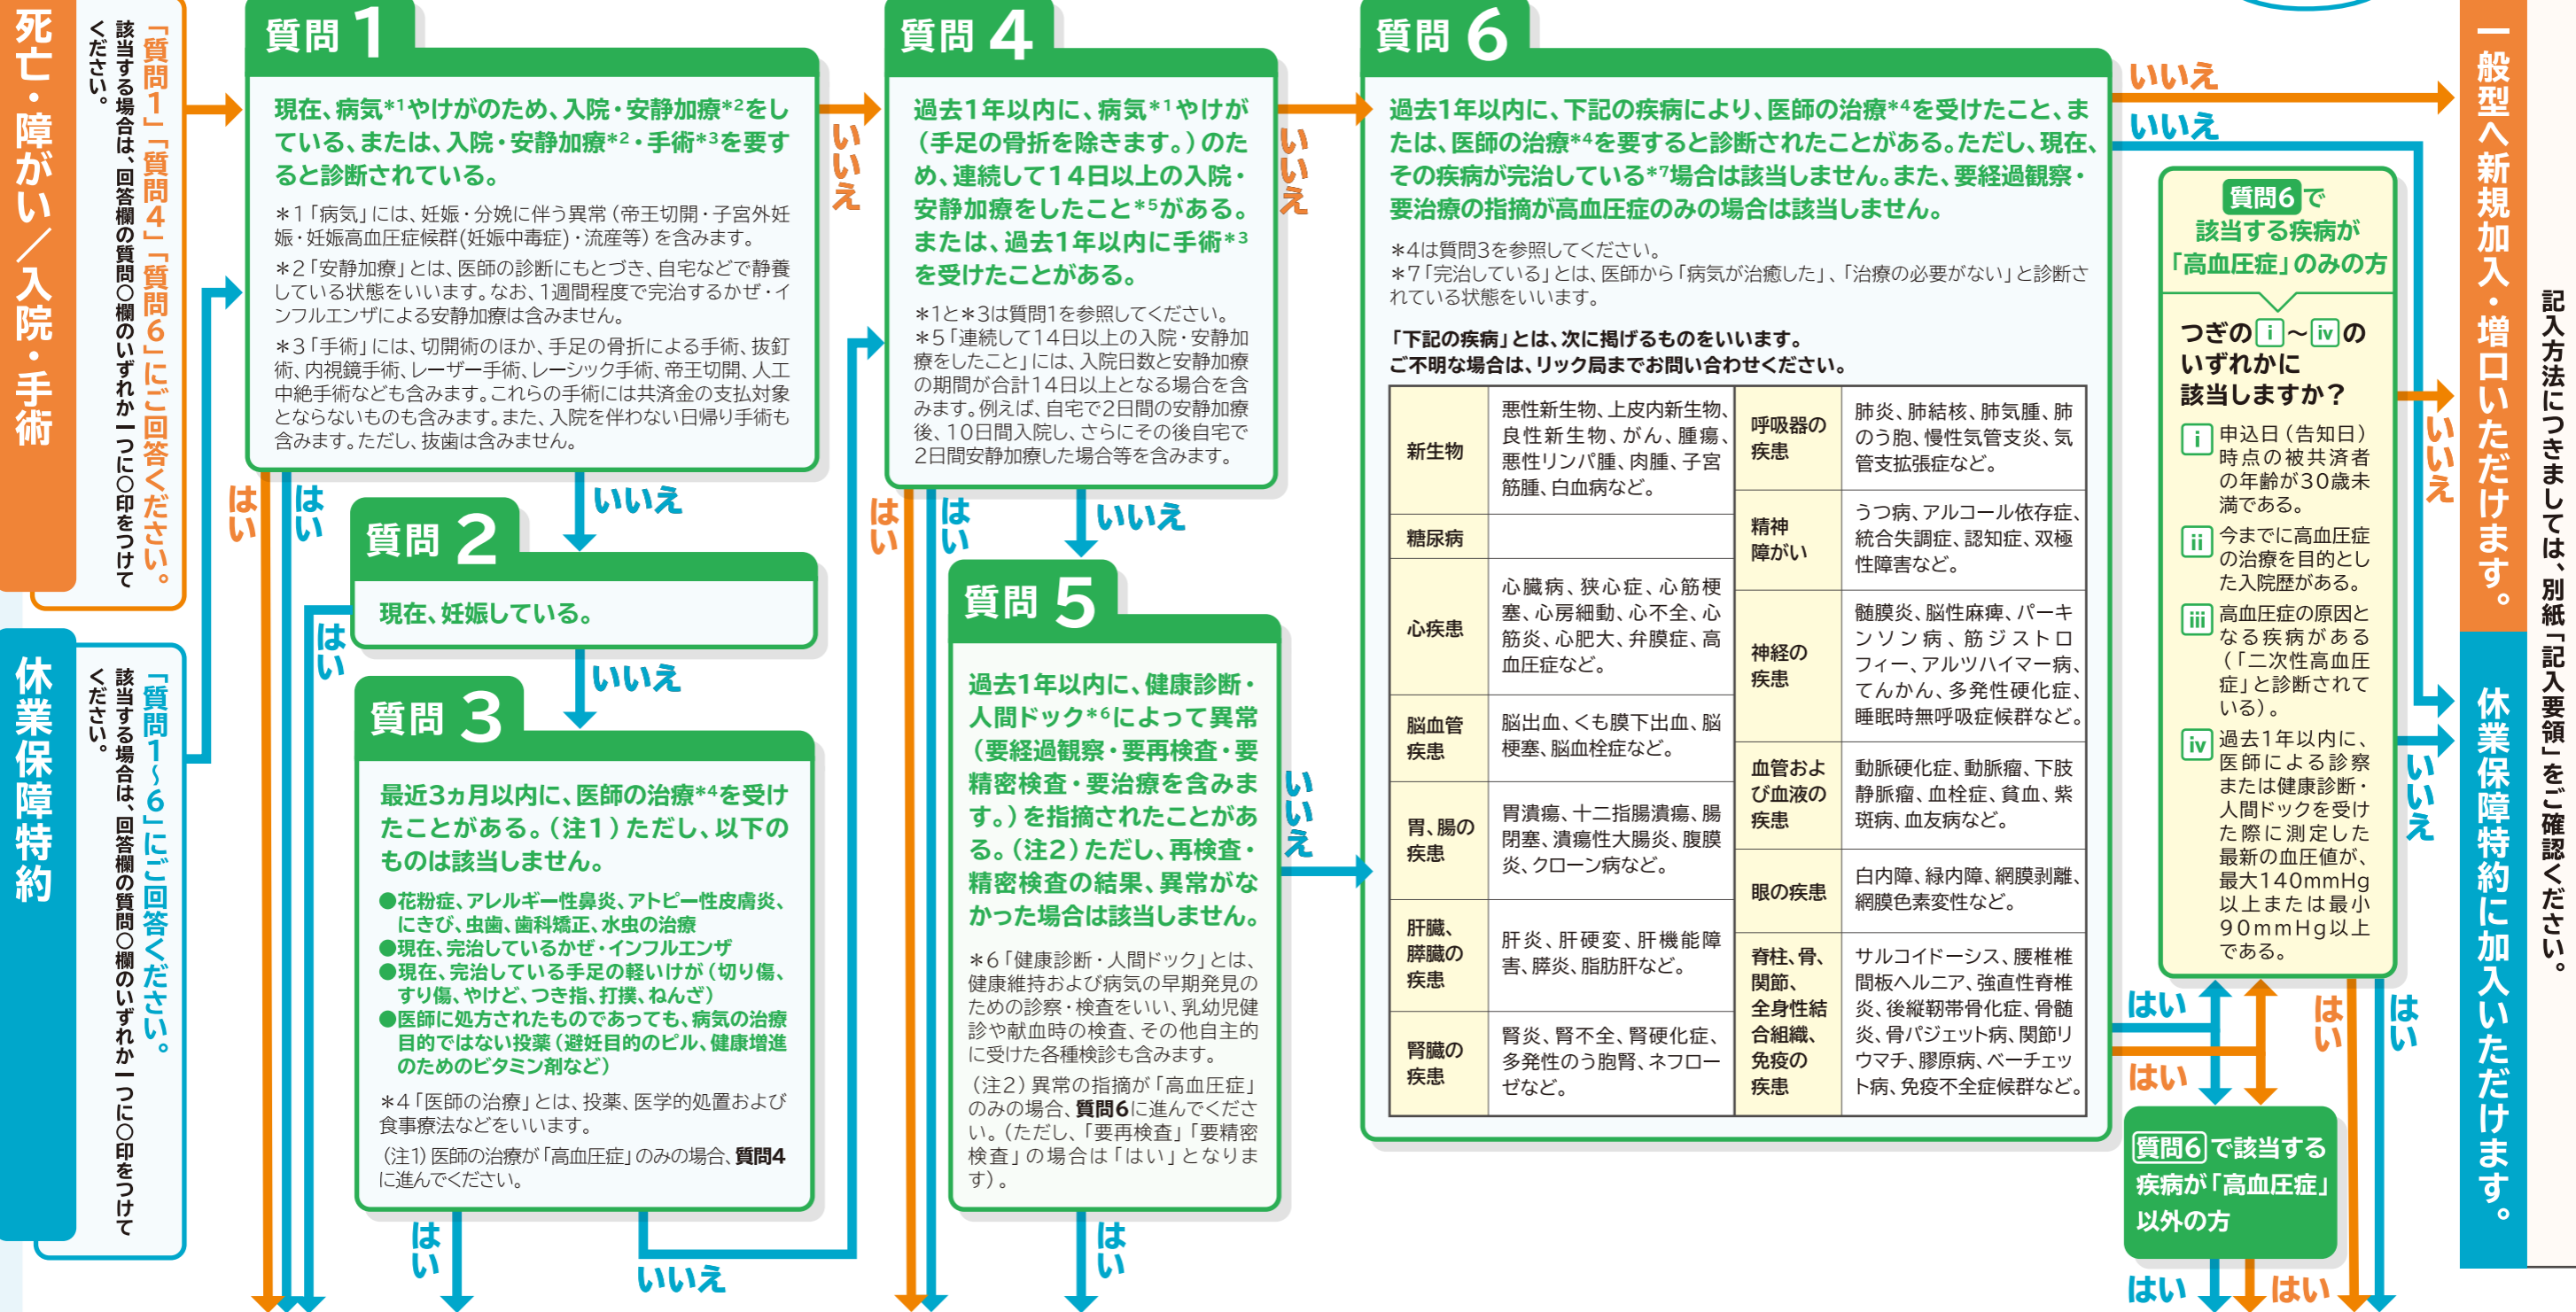 死亡・障がい／入院・手術
「質問1」「質問4」「質問6」にご回答ください。
該当する場合は、回答欄の質問〇欄のいずれか一つに〇印をつけて
ください。
休業保障特約
「質問1～6」にご回答ください。
該当する場合は、回答欄の質問〇欄のいずれか一つに〇印をつけて
ください。
質問 1
現在、病気*1やけがのため、入院・安静加療*2をし
ている、または、入院・安静加療*2・手術*3を要す
ると診断されている。
＊1「病気」には、妊娠・分娩に伴う異常（帝王切開・子宮外妊
娠・妊娠高血圧症候群(妊娠中毒症)・流産等）を含みます。
＊2「安静加療」とは、医師の診断にもとづき、自宅などで静養
している状態をいいます。なお、1週間程度で完治するかぜ・イ
ンフルエンザによる安静加療は含みません。
＊3「手術」には、切開術のほか、手足の骨折による手術、抜釘
術、内視鏡手術、レーザー手術、レーシック手術、帝王切開、人工
中絶手術なども含みます。これらの手術には共済金の支払対象
とならないものも含みます。また、入院を伴わない日帰り手術も
含みます。ただし、抜歯は含みません。
いいえ
はい
はい
いいえ
質問 2
現在、妊娠している。
はい
いいえ
質問 3
最近3ヵ月以内に、医師の治療*4を受け
たことがある。（注1）ただし、以下の
ものは該当しません。
●花粉症、アレルギー性鼻炎、アトピー性皮膚炎、
にきび、虫歯、歯科矯正、水虫の治療
●現在、完治しているかぜ・インフルエンザ
●現在、完治している手足の軽いけが（切り傷、
すり傷、やけど、つき指、打撲、ねんざ）
●医師に処方されたものであっても、病気の治療
目的ではない投薬（避妊目的のピル、健康増進
のためのビタミン剤など）
＊4「医師の治療」とは、投薬、医学的処置および
食事療法などをいいます。
（注1）医師の治療が「高血圧症」のみの場合、質問4
に進んでください。
はい
いいえ
質問 4
過去1年以内に、病気*1やけが
（手足の骨折を除きます。）のた
め、連続して14日以上の入院・
安静加療をしたこと*5がある。
または、過去1年以内に手術*3
を受けたことがある。
＊1と＊3は質問1を参照してください。
＊5「連続して14日以上の入院・安静加
療をしたこと」には、入院日数と安静加療
の期間が合計14日以上となる場合を含
みます。例えば、自宅で2日間の安静加療
後、10日間入院し、さらにその後自宅で
2日間安静加療した場合等を含みます。
いいえ
はい
はい
いいえ
質問 5
過去1年以内に、健康診断・
人間ドック*6によって異常
（要経過観察・要再検査・要
精密検査・要治療を含みま
す。）を指摘されたことがあ
る。（注2）ただし、再検査・
精密検査の結果、異常がな
かった場合は該当しません。
＊6「健康診断・人間ドック」とは、
健康維持および病気の早期発見の
ための診察・検査をいい、乳幼児健
診や献血時の検査、その他自主的
に受けた各種検診も含みます。
（注2）異常の指摘が「高血圧症」
のみの場合、質問6に進んでくださ
い。（ただし、「要再検査」「要精密
検査」の場合は「はい」となりま
す）。
いいえ
はい
質問 6
過去1年以内に、下記の疾病により、医師の治療*4を受けたこと、ま
たは、医師の治療*4を要すると診断されたことがある。ただし、現在、
その疾病が完治している*7場合は該当しません。また、要経過観察・
要治療の指摘が高血圧症のみの場合は該当しません。
＊4は質問3を参照してください。
＊7「完治している」とは、医師から「病気が治癒した」、「治療の必要がない」と診断さ
れている状態をいいます。
「下記の疾病」とは、次に掲げるものをいいます。
ご不明な場合は、リック局までお問い合わせください。
新生物
悪性新生物、上皮内新生物、
良性新生物、がん、腫瘍、
悪性リンパ腫、肉腫、子宮
筋腫、白血病など。
糖尿病
心疾患
心臓病、狭心症、心筋梗
塞、心房細動、心不全、心
筋炎、心肥大、弁膜症、高
血圧症など。
脳血管
疾患
脳出血、くも膜下出血、脳
梗塞、脳血栓症など。
胃、腸の
疾患
胃潰瘍、十二指腸潰瘍、腸
閉塞、潰瘍性大腸炎、腹膜
炎、クローン病など。
肝臓、
膵臓の
疾患
肝炎、肝硬変、肝機能障
害、膵炎、脂肪肝など。
腎臓の
疾患
腎炎、腎不全、腎硬化症、
多発性のう胞腎、ネフロー
ゼなど。
呼吸器の
疾患
肺炎、肺結核、肺気腫、肺
のう胞、慢性気管支炎、気
管支拡張症など。
精神
障がい
うつ病、アルコール依存症、
統合失調症、認知症、双極
性障害など。
神経の
疾患
髄膜炎、脳性麻痺、パーキ
ンソン病、筋ジストロ
フィー、アルツハイマー病、
てんかん、多発性硬化症、
睡眠時無呼吸症候群など。
血管およ
び血液の
疾患
動脈硬化症、動脈瘤、下肢
静脈瘤、血栓症、貧血、紫
斑病、血友病など。
眼の疾患
白内障、緑内障、網膜剥離、
網膜色素変性など。
脊柱、骨、
関節、
全身性結
合組織、
免疫の
疾患
サルコイドーシス、腰椎椎
間板ヘルニア、強直性脊椎
炎、後縦靭帯骨化症、骨髄
炎、骨パジェット病、関節リ
ウマチ、膠原病、ベーチェッ
ト病、免疫不全症候群など。
いいえ
いいえ
質問6で
該当する疾病が
「高血圧症」のみの方
つぎのi～ivの
いずれかに
該当しますか？
i 申込日（告知日）
時点の被共済者
の年齢が30歳未
満である。
ii 今までに高血圧症
の治療を目的とし
た入院歴がある。
iii 高血圧症の原因と
なる疾病がある
（「二次性高血圧
症」と診断されて
いる）。
iv 過去1年以内に、
医師による診察
または健康診断・
人間ドックを受け
た際に測定した
最新の血圧値が、
最大140mmHg
以上または最小
90mmHg以上
である。
いいえ
いいえ
はい
はい
はい
はい
質問6で該当する
疾病が「高血圧症」
以外の方
はい
はい
一般型へ新規加入・増口いただけます。
休業保障特約に加入いただけます。
記入方法につきましては、別紙「記入要領」をご確認ください。